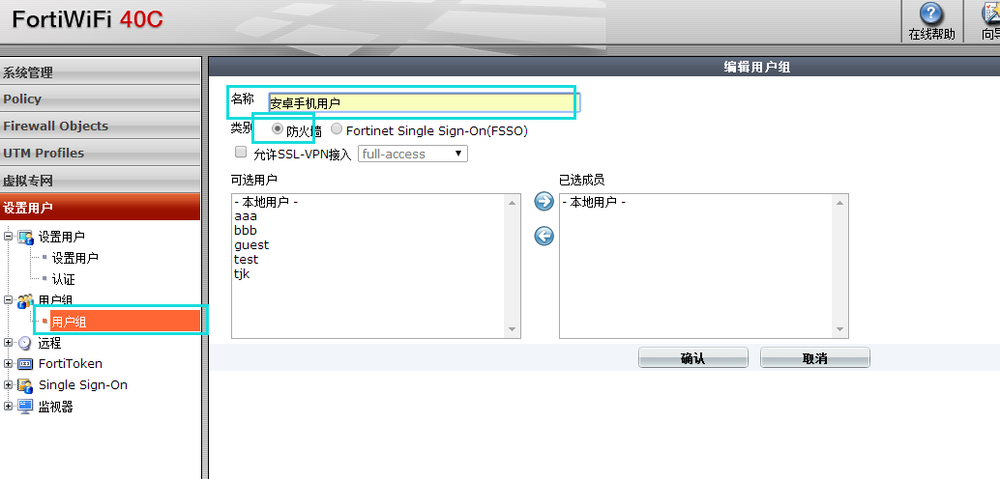 FortiWiFi 40C
在线帮助
向导
系统管理
Policy
Firewall Objects
UTM Profiles
虚拟专网
设置用户
设置用户
设置用户
认证
用户组
用户组
远程
FortiToken
Single Sign-On
监视器
编辑用户组
名称 安卓手机用户
类别 防火墙 Fortinet Single Sign-On(FSSO)
允许SSL-VPN接入 full-access
可选用户
- 本地用户 -
aaa
bbb
guest
test
tjk
已选成员
- 本地用户 -
确认 取消